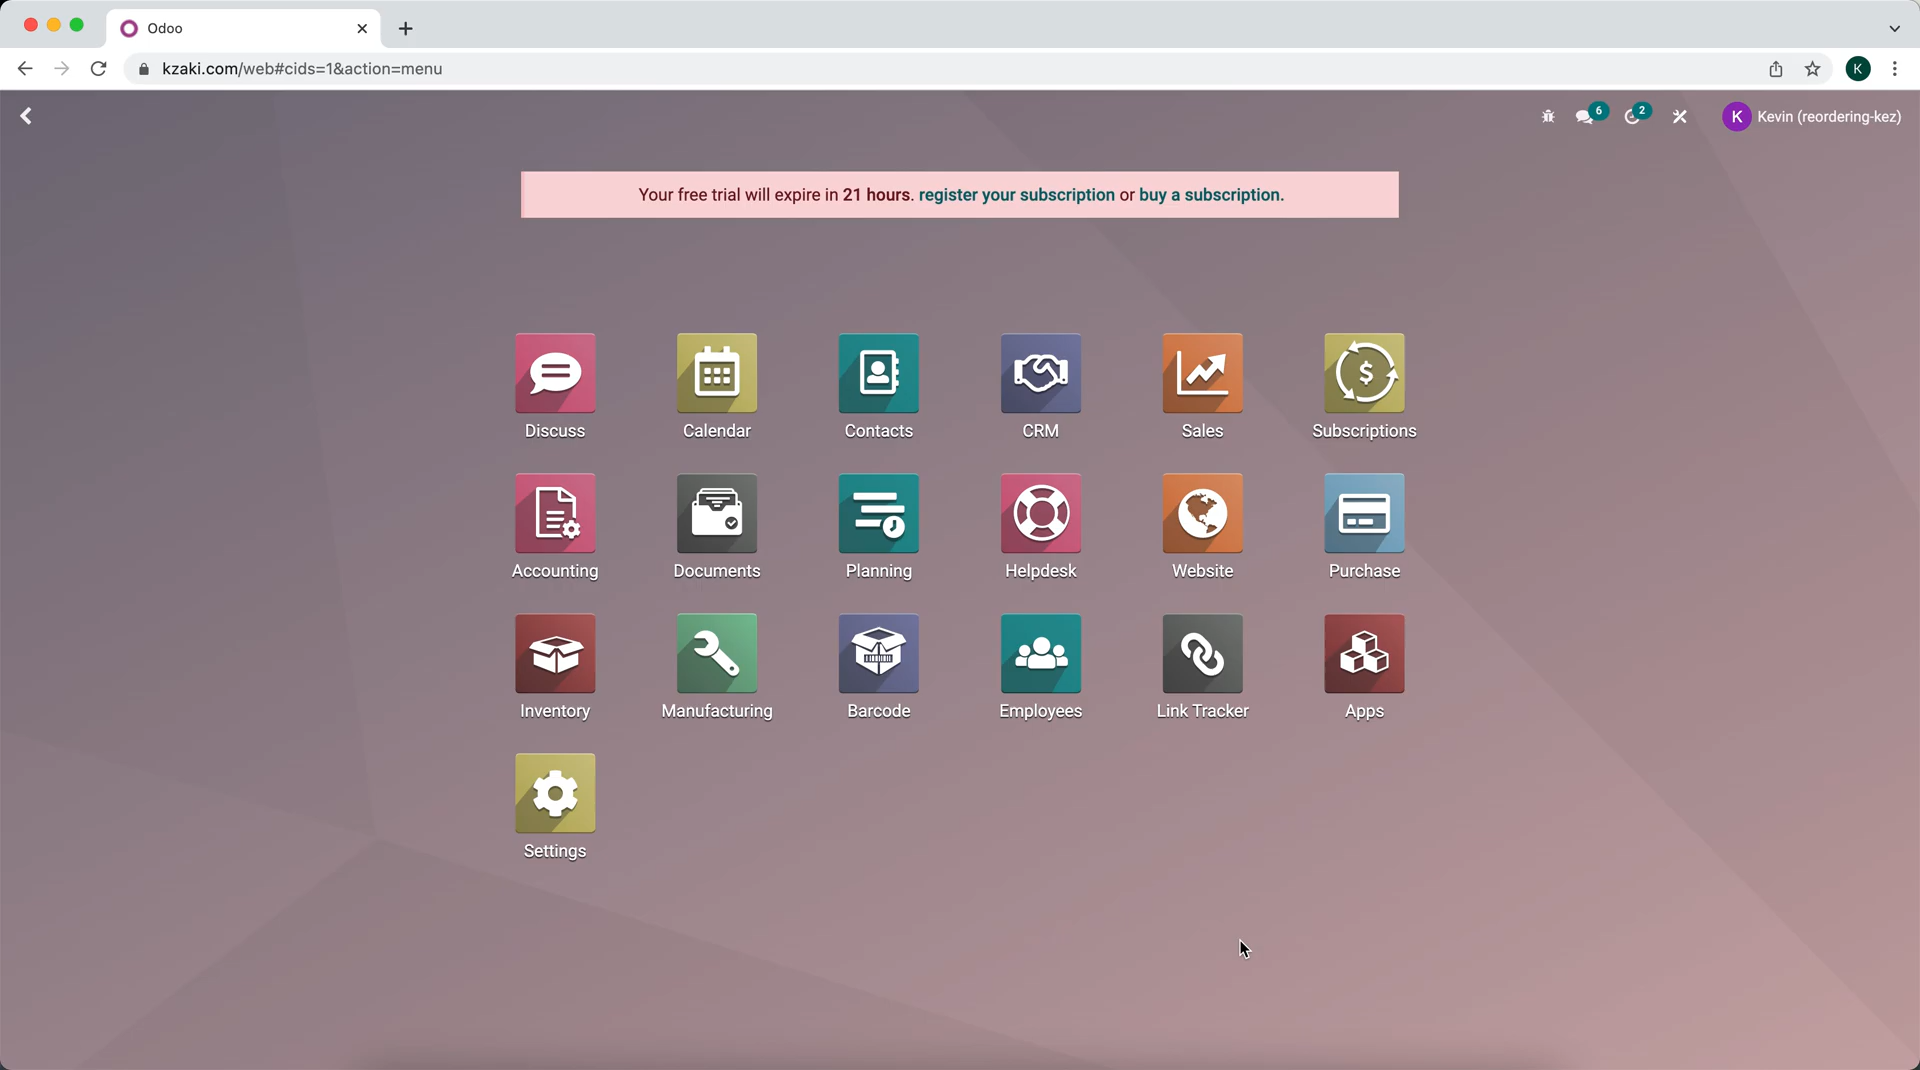 Odoo
kzaki.com/web#cids=1&action=menu
K
6
2
K
Kevin (reordering-kez)
Your free trial will expire in 21 hours. register your subscription or buy a subscription.
Discuss
Calendar
Contacts
CRM
Sales
Subscriptions
Accounting
Documents
Planning
Helpdesk
Website
Purchase
Inventory
Manufacturing
Barcode
Employees
Link Tracker
Apps
Settings